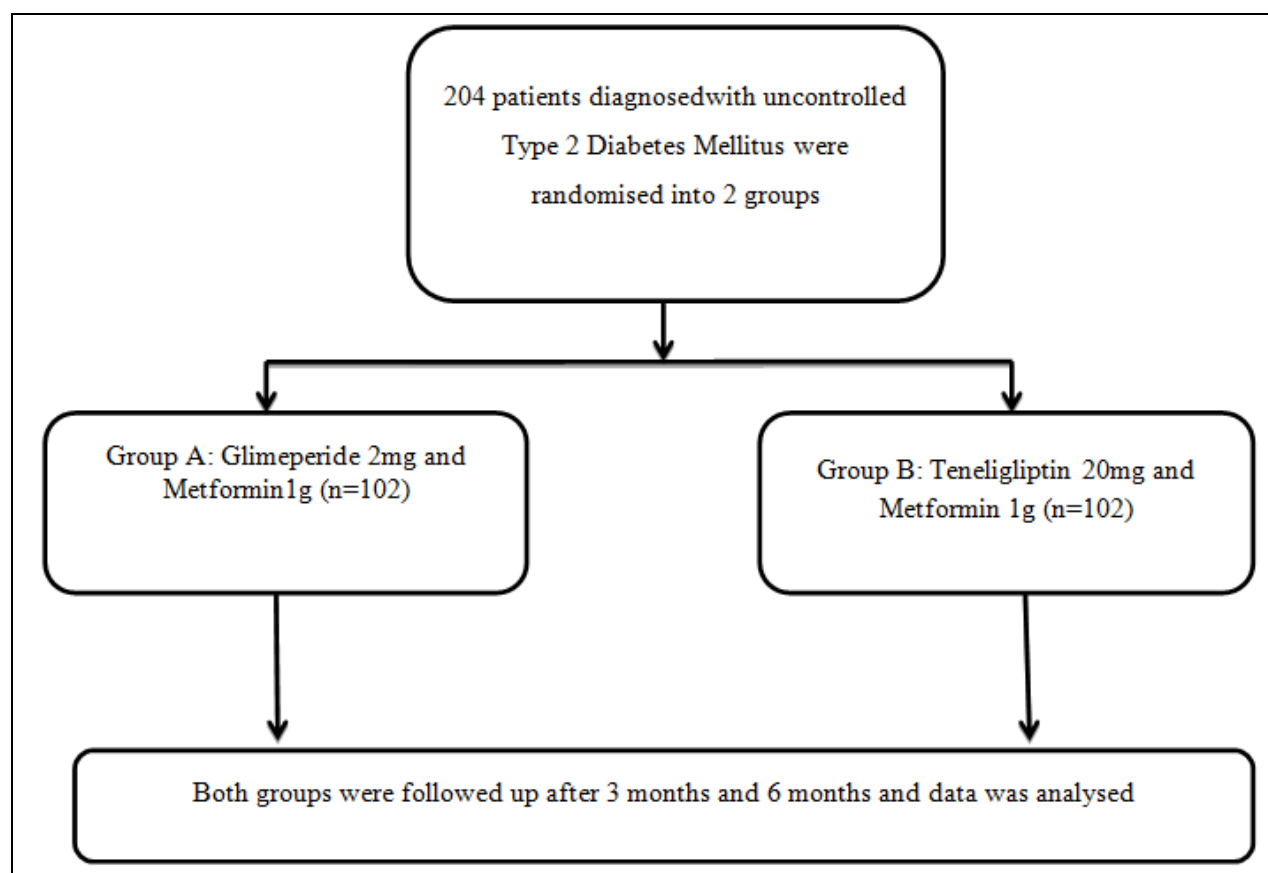 204 patients diagnosedwith uncontrolled
Type 2 Diabetes Mellitus were
randomised into 2 groups
Group A: Glimeperide 2mg and
Metformin1g (n=102)
Group B: Teneligliptin 20mg and
Metformin 1g (n=102)
Both groups were followed up after 3 months and 6 months and data was analysed